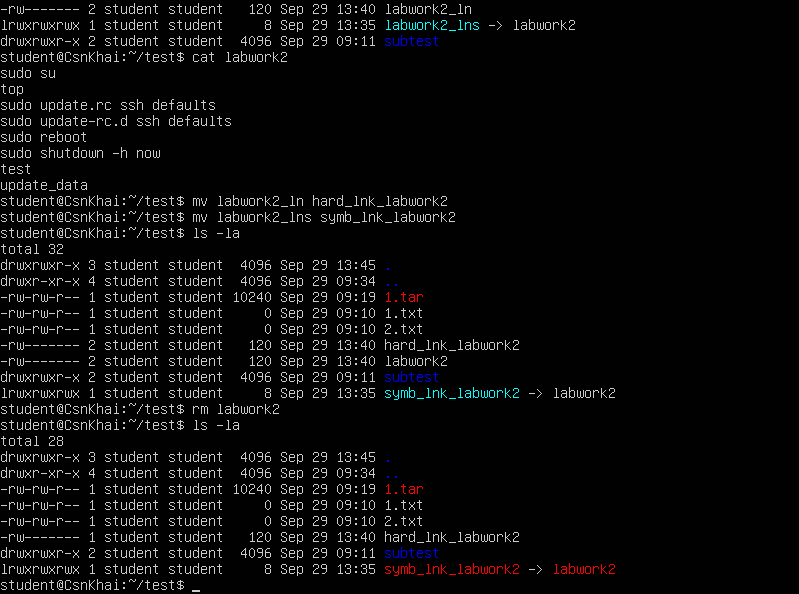 -rw------- 2 student student   120 Sep 29 13:40 labwork2_ln
lrwxrwxrwx 1 student student     8 Sep 29 13:35 labwork2_lns -> labwork2
drwxrwxr-x 2 student student  4096 Sep 29 09:11 subtest
student@CsnKhai:~/test$ cat labwork2
sudo su
top
sudo update.rc ssh defaults
sudo update-rc.d ssh defaults
sudo reboot
sudo shutdown -h now
test
update_data
student@CsnKhai:~/test$ mv labwork2_ln hard_lnk_labwork2
student@CsnKhai:~/test$ mv labwork2_lns symb_lnk_labwork2
student@CsnKhai:~/test$ ls -la
total 32
drwxrwxr-x 3 student student  4096 Sep 29 13:45 .
drwxr-xr-x 4 student student  4096 Sep 29 09:34 ..
-rw-rw-r-- 1 student student 10240 Sep 29 09:19 1.tar
-rw-rw-r-- 1 student student     0 Sep 29 09:10 1.txt
-rw-rw-r-- 1 student student     0 Sep 29 09:10 2.txt
-rw------- 2 student student   120 Sep 29 13:40 hard_lnk_labwork2
-rw------- 2 student student   120 Sep 29 13:40 labwork2
drwxrwxr-x 2 student student  4096 Sep 29 09:11 subtest
lrwxrwxrwx 1 student student     8 Sep 29 13:35 symb_lnk_labwork2 -> labwork2
student@CsnKhai:~/test$ rm labwork2
student@CsnKhai:~/test$ ls -la
total 28
drwxrwxr-x 3 student student  4096 Sep 29 13:45 .
drwxr-xr-x 4 student student  4096 Sep 29 09:34 ..
-rw-rw-r-- 1 student student 10240 Sep 29 09:19 1.tar
-rw-rw-r-- 1 student student     0 Sep 29 09:10 1.txt
-rw-rw-r-- 1 student student     0 Sep 29 09:10 2.txt
-rw------- 1 student student   120 Sep 29 13:40 hard_lnk_labwork2
drwxrwxr-x 2 student student  4096 Sep 29 09:11 subtest
lrwxrwxrwx 1 student student     8 Sep 29 13:35 symb_lnk_labwork2 -> labwork2
student@CsnKhai:~/test$ _